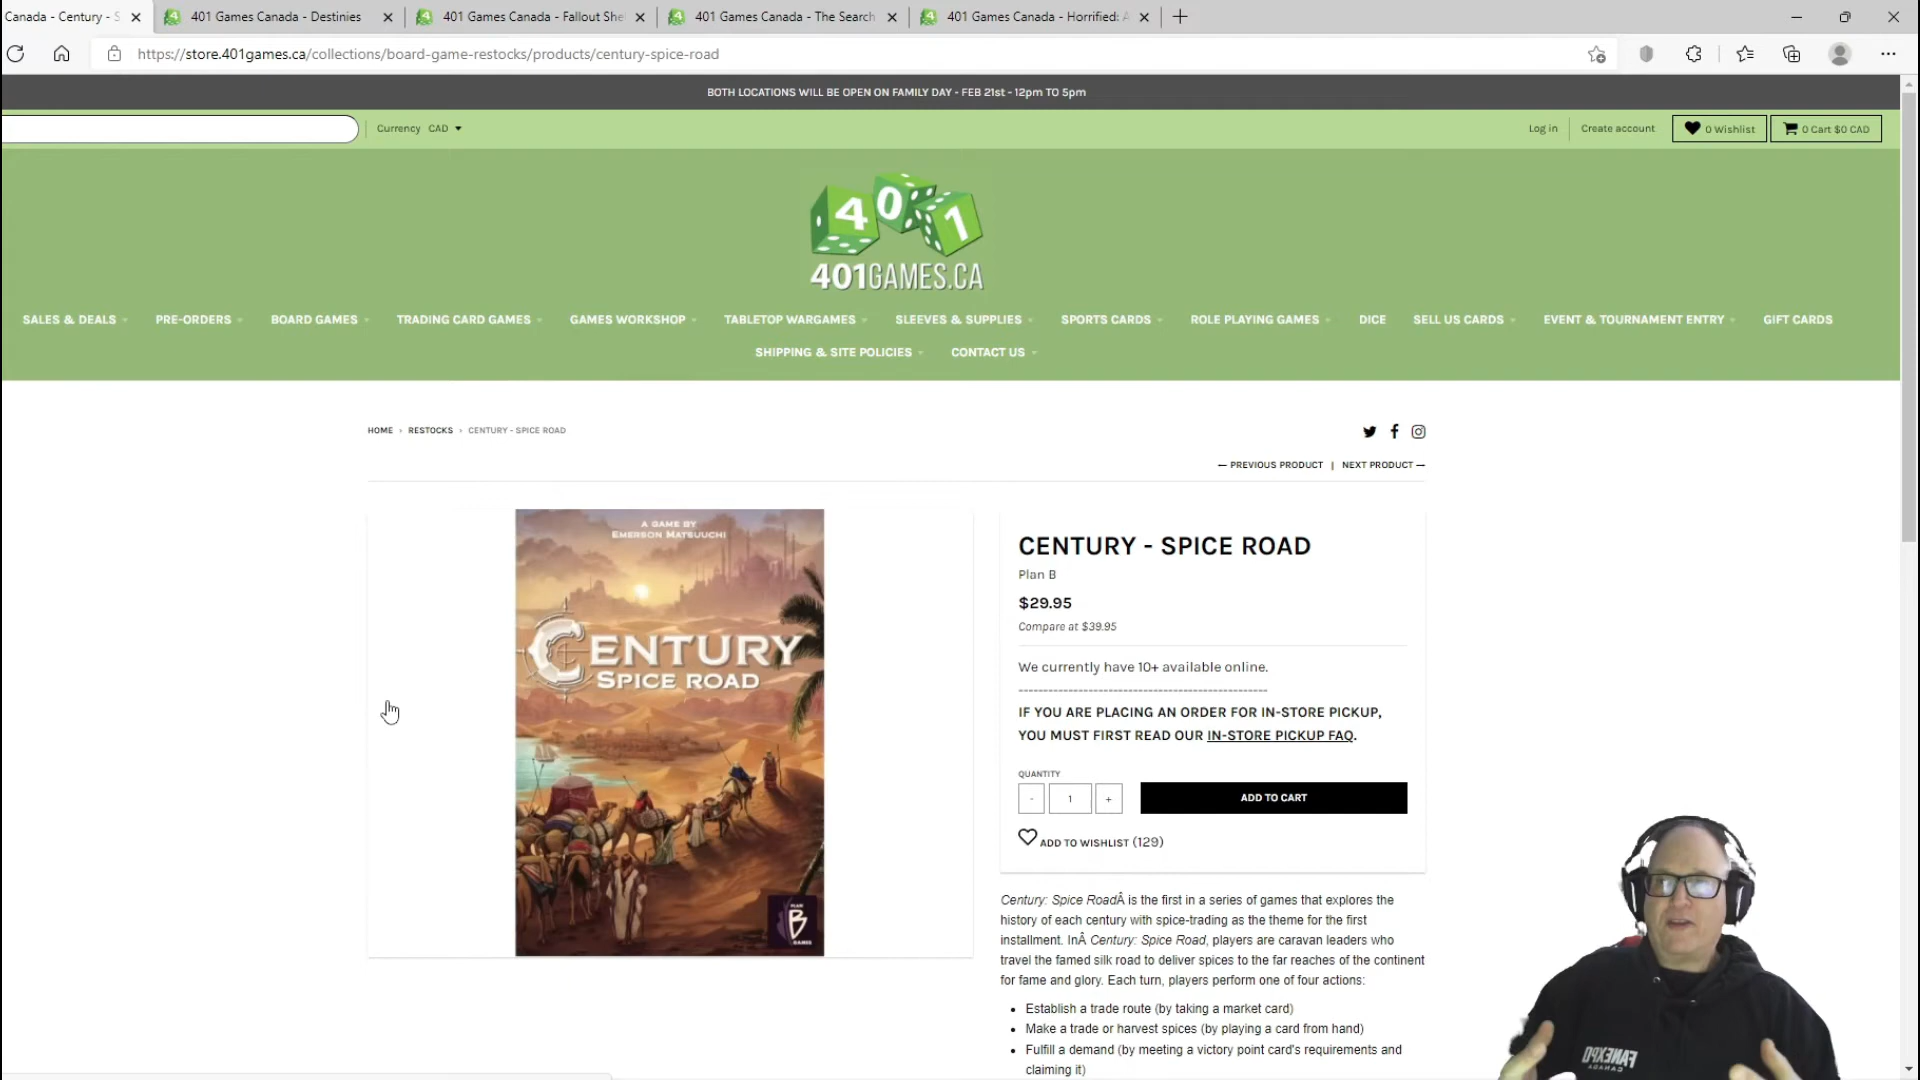 Canada - Century - S
401 Games Canada - Destinies
401 Games Canada - Fallout She
401 Games Canada - The Search
401 Games Canada - Horrified: A
https://store.401games.ca/collections/board-game-restocks/products/century-spice-road
BOTH LOCATIONS WILL BE OPEN ON FAMILY DAY - FEB 21st - 12pm TO 5pm
Currency CAD
Log in
Create account
0 Wishlist
0 Cart $0 CAD
401
401GAMES.CA
SALES & DEALS
PRE-ORDERS
BOARD GAMES
TRADING CARD GAMES
GAMES WORKSHOP
TABLETOP WARGAMES
SLEEVES & SUPPLIES
SPORTS CARDS
ROLE PLAYING GAMES
DICE
SELL US CARDS
EVENT & TOURNAMENT ENTRY
GIFT CARDS
SHIPPING & SITE POLICIES
CONTACT US
HOME › RESTOCKS › CENTURY - SPICE ROAD
← PREVIOUS PRODUCT | NEXT PRODUCT →
A GAME BY
EMERSON MATSUUCHI
CENTURY
SPICE ROAD
PLAN
B
GAMES
CENTURY - SPICE ROAD
Plan B
$29.95
Compare at $39.95
We currently have 10+ available online.
--------------------------------------------------
IF YOU ARE PLACING AN ORDER FOR IN-STORE PICKUP,
YOU MUST FIRST READ OUR IN-STORE PICKUP FAQ.
QUANTITY
- 1 +
ADD TO CART
ADD TO WISHLIST (129)
Century: Spice RoadÂ is the first in a series of games that explores the
history of each century with spice-trading as the theme for the first
installment. InÂ Century: Spice Road, players are caravan leaders who
travel the famed silk road to deliver spices to the far reaches of the continent
for fame and glory. Each turn, players perform one of four actions:
• Establish a trade route (by taking a market card)
• Make a trade or harvest spices (by playing a card from hand)
• Fulfill a demand (by meeting a victory point card's requirements and
claiming it)
FANEXPO
CANADA